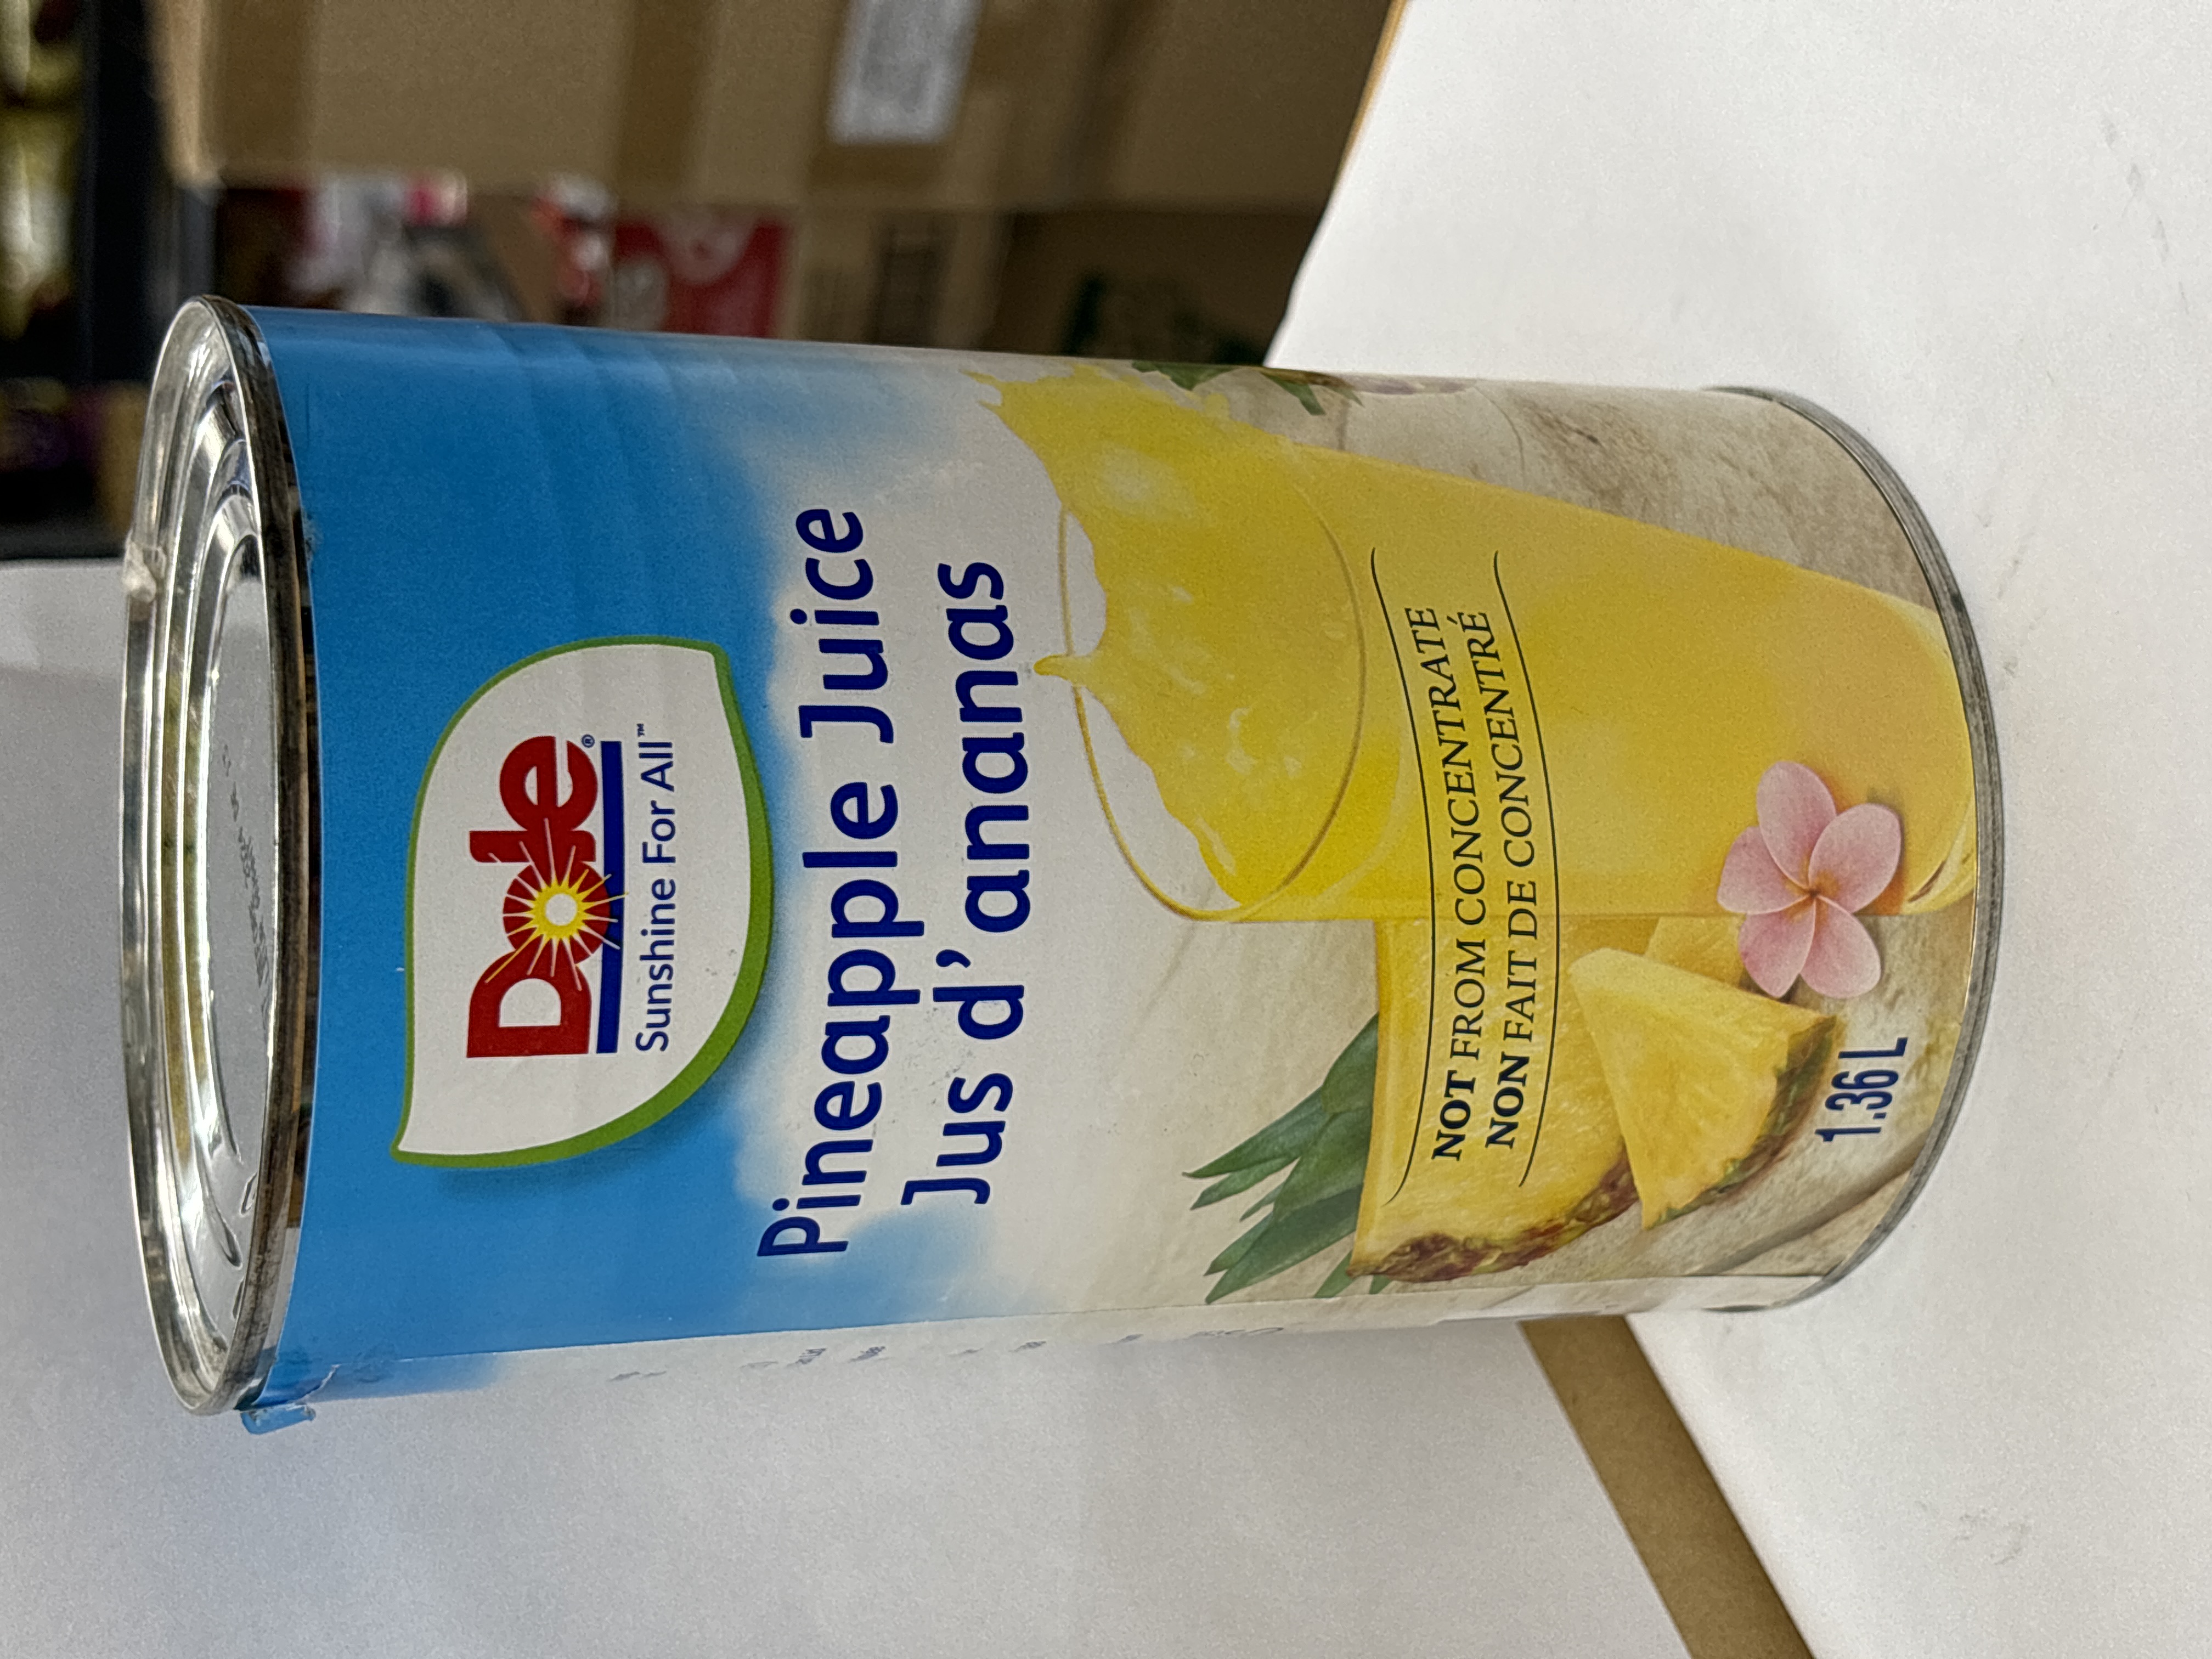 Dole®
Sunshine For All™
Pineapple Juice
Jus d'ananas
NOT FROM CONCENTRATE
NON FAIT DE CONCENTRÉ
1.36 L